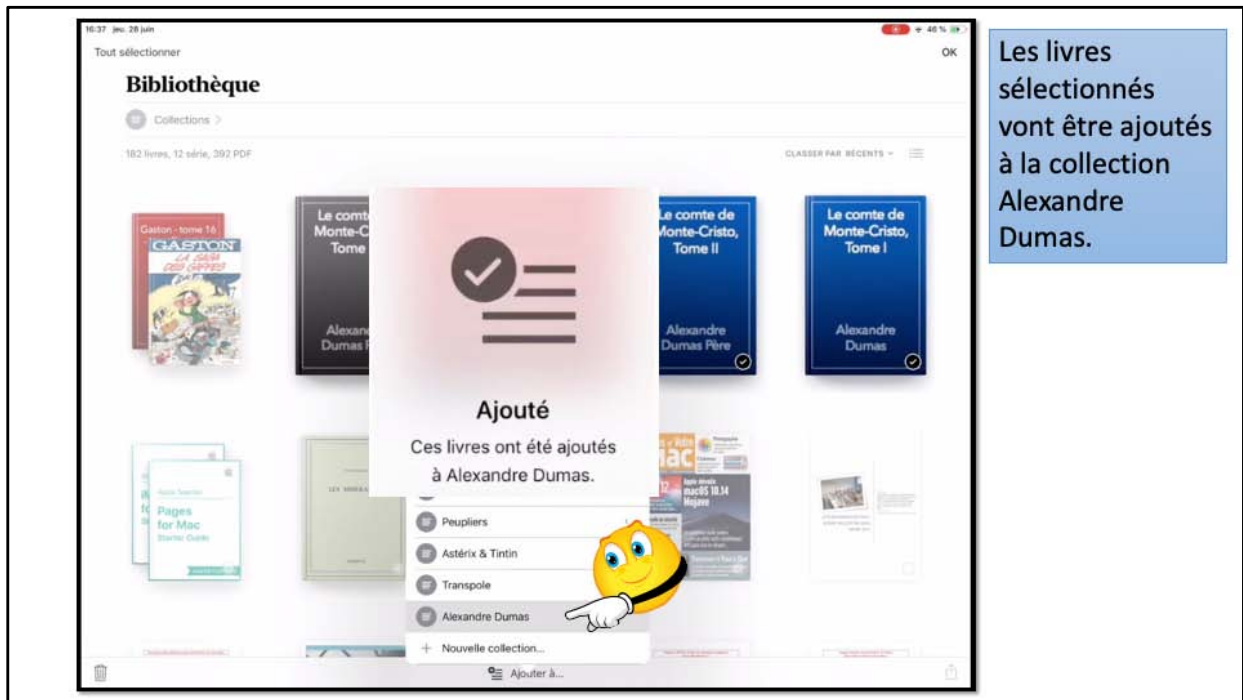 16:37 jeu. 28 juin
46 %
Tout sélectionner
OK
Bibliothèque
Collections >
182 livres, 12 série, 392 PDF
CLASSER PAR RÉCENTS
Gaston - tome 16
GASTON
LA SAGA
DES GAFFES
Le comte
Monte-C
Tome
Alexan
Dumas P
Le comte de
Monte-Cristo,
Tome II
Alexandre
Dumas Père
Le comte de
Monte-Cristo,
Tome I
Alexandre
Dumas
Ajouté
Ces livres ont été ajoutés
à Alexandre Dumas.
Pages
for Mac
Starter Guide
Mac
macOS 10.14
Mojave
Peupliers
Astérix & Tintin
Transpole
Alexandre Dumas
+ Nouvelle collection...
Ajouter à...
Les livres
sélectionnés
vont être ajoutés
à la collection
Alexandre
Dumas.